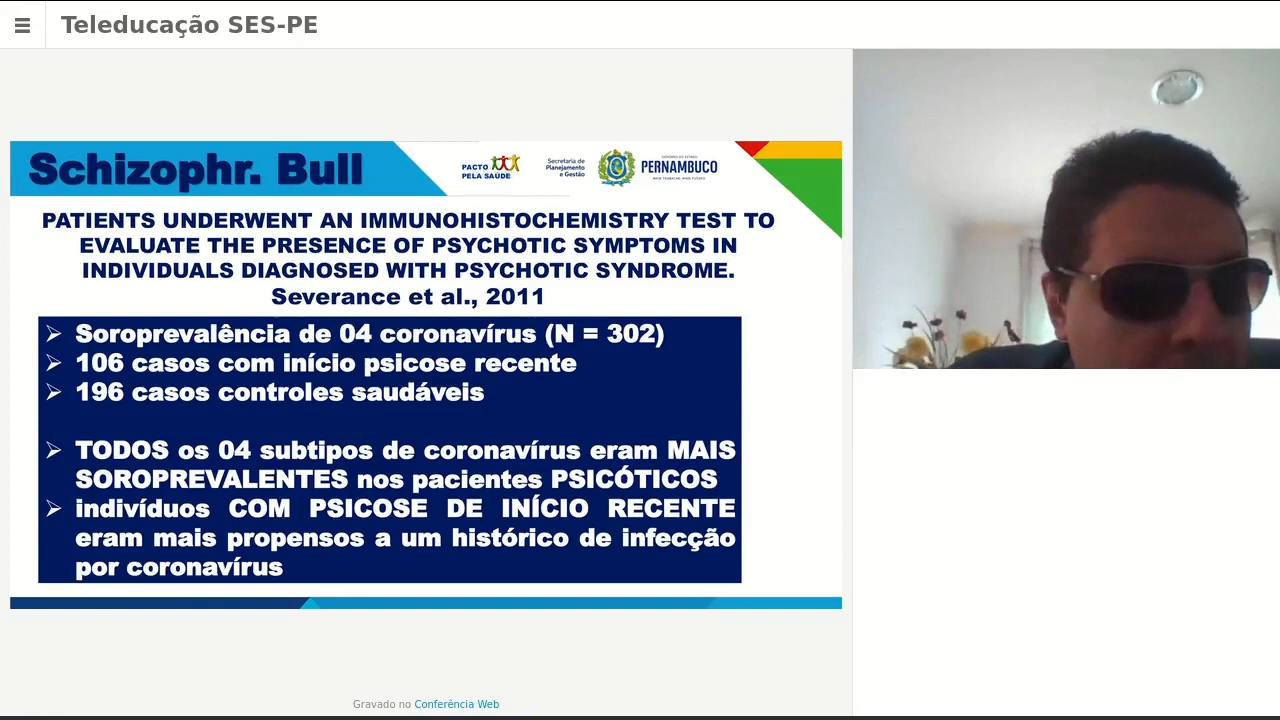 Teleducação SES-PE
Schizophr. Bull
PACTO
PELA SAÚDE
Secretaria de
Planejamento
e Gestão
PERNAMBUCO
PATIENTS UNDERWENT AN IMMUNOHISTOCHEMISTRY TEST TO
EVALUATE THE PRESENCE OF PSYCHOTIC SYMPTOMS IN
INDIVIDUALS DIAGNOSED WITH PSYCHOTIC SYNDROME.
Severance et al., 2011
Soroprevalência de 04 coronavírus (N = 302)
106 casos com início psicose recente
196 casos controles saudáveis
TODOS os 04 subtipos de coronavírus eram MAIS
SOROPREVALENTES nos pacientes PSICÓTICOS
indivíduos COM PSICOSE DE INÍCIO RECENTE
eram mais propensos a um histórico de infecção
por coronavírus
Gravado no Conferência Web